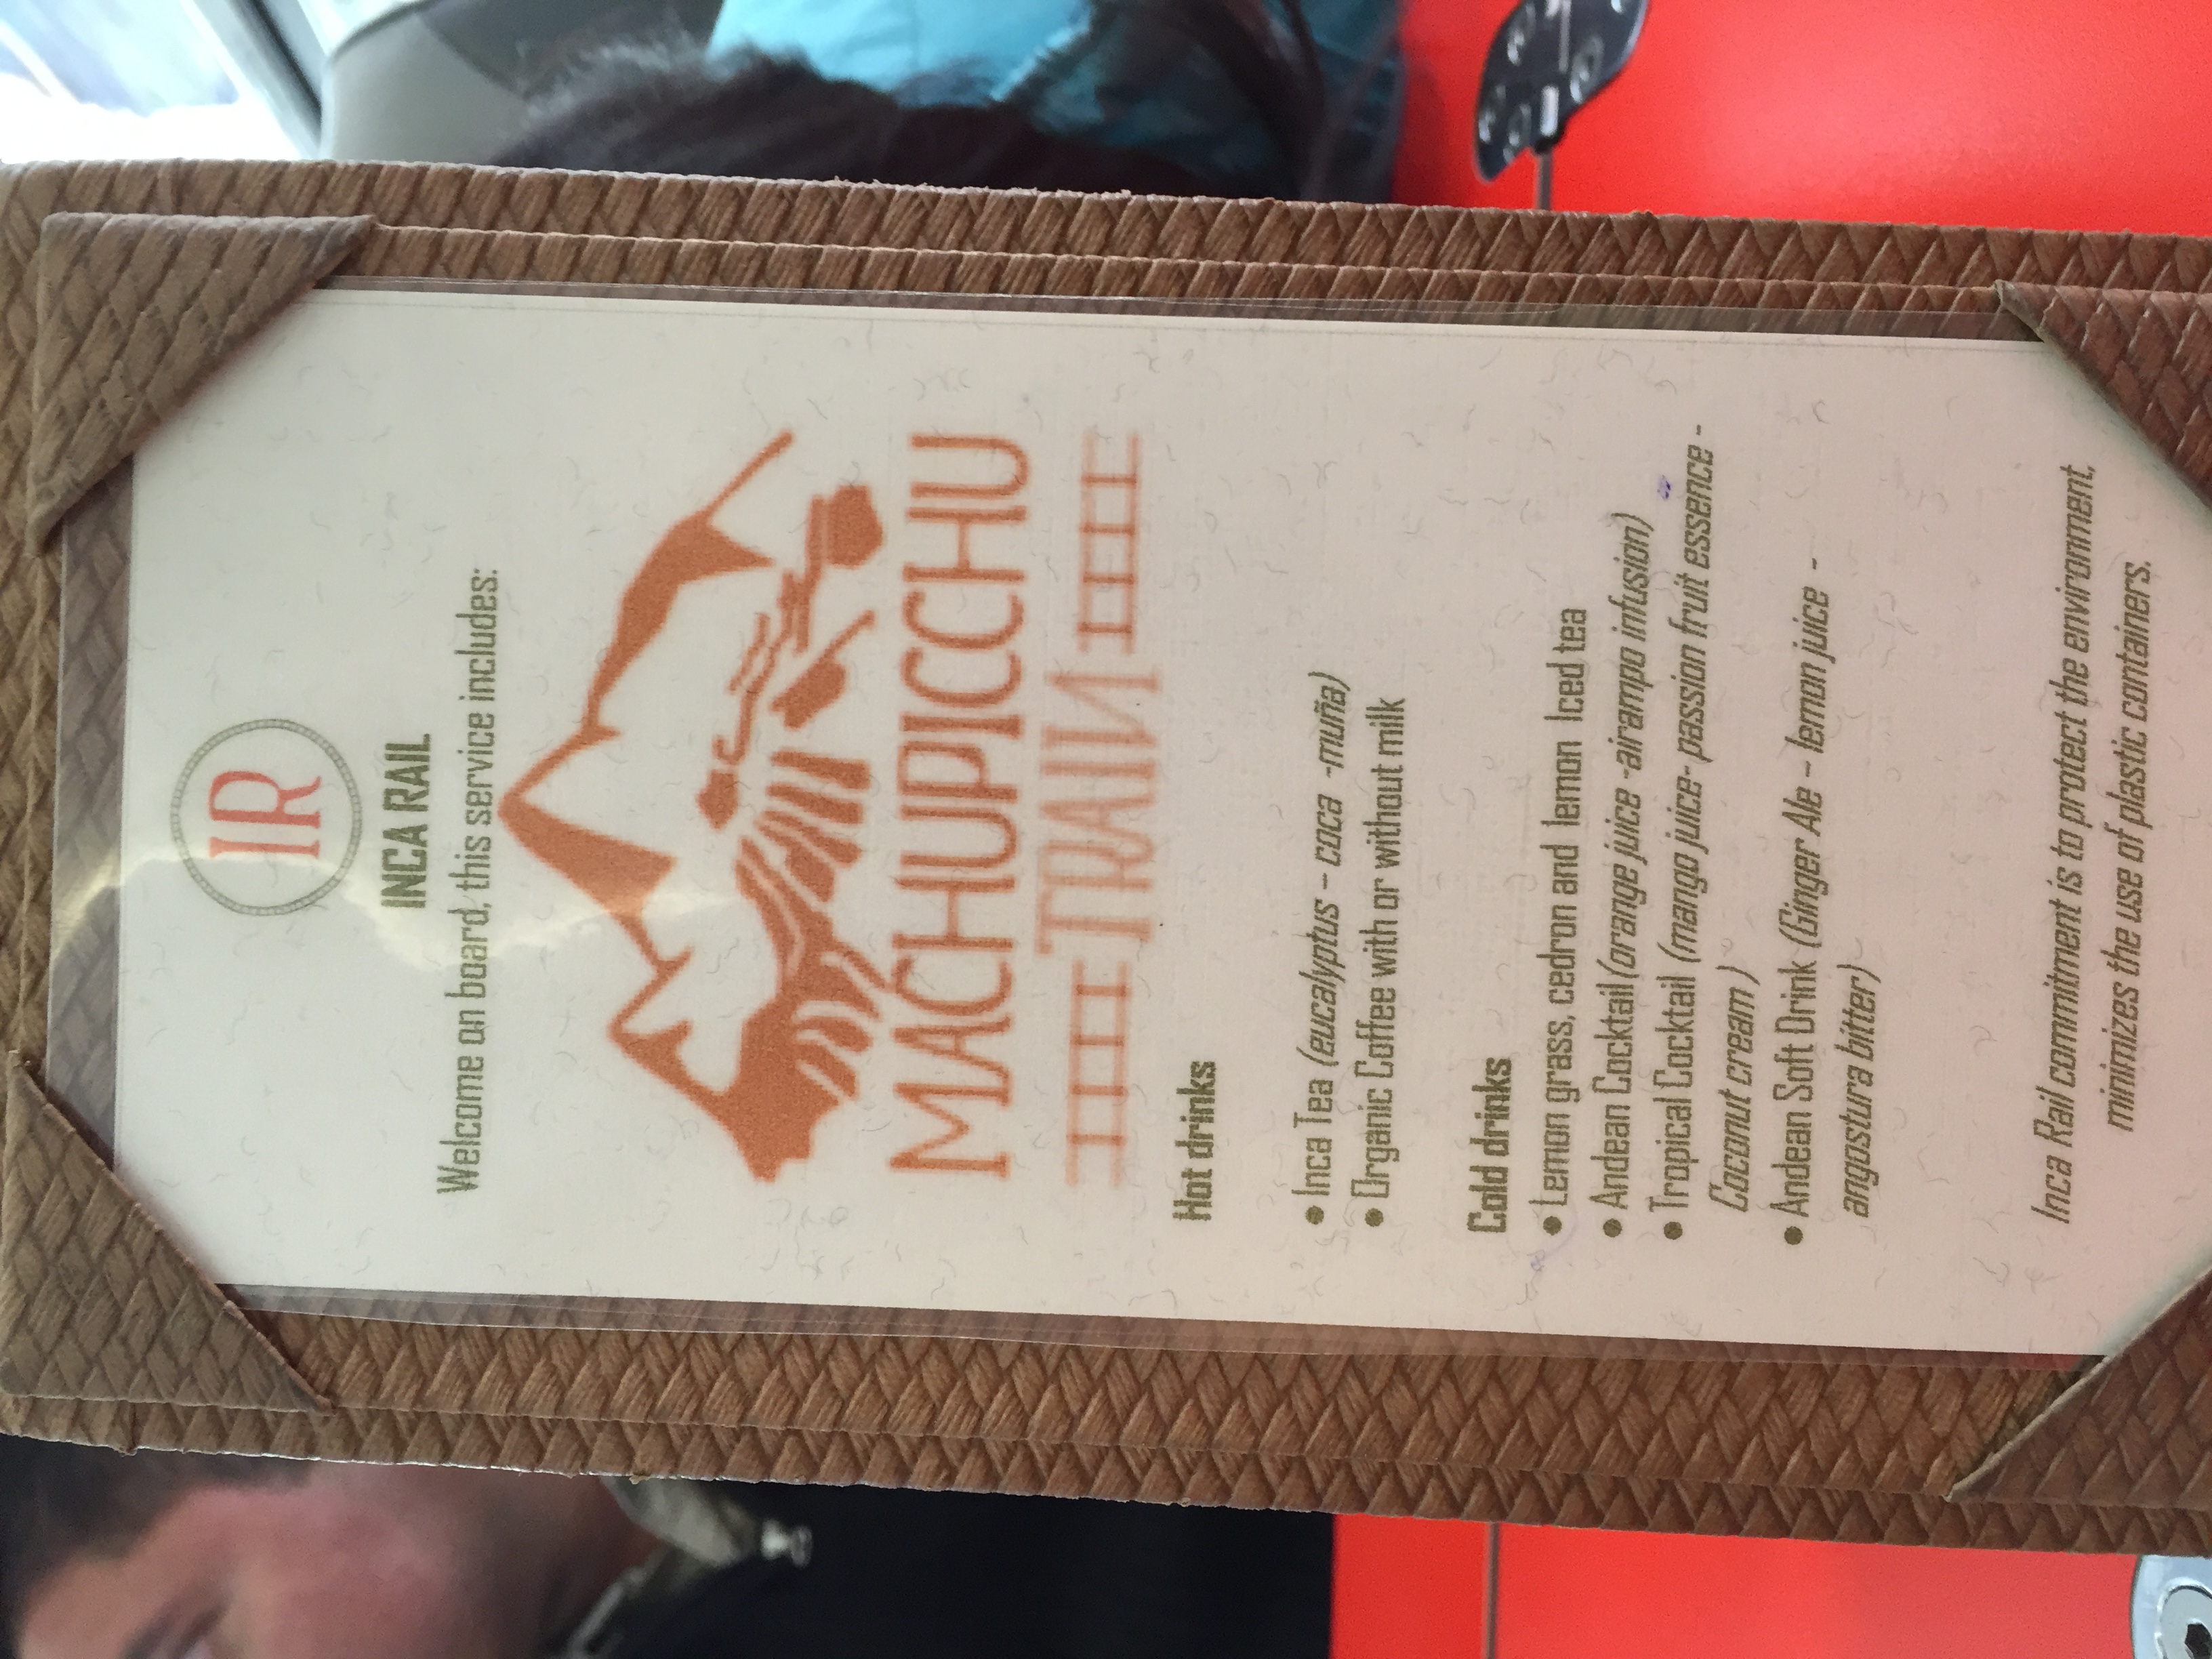 IR
INCA RAIL
Welcome on board, this service includes:
MACHUPICCHU
TRAIN
Hot drinks
• Inca Tea (eucalyptus – coca -muña)
• Organic Coffee with or without milk
Cold drinks
• Lemon grass, cedron and lemon Iced tea
• Andean Cocktail (orange juice -airampo infusion)
• Tropical Cocktail (mango juice- passion fruit essence -
Coconut cream )
• Andean Soft Drink (Ginger Ale – lemon juice -
angostura bitter)
Inca Rail commitment is to protect the environment,
minimizes the use of plastic containers.